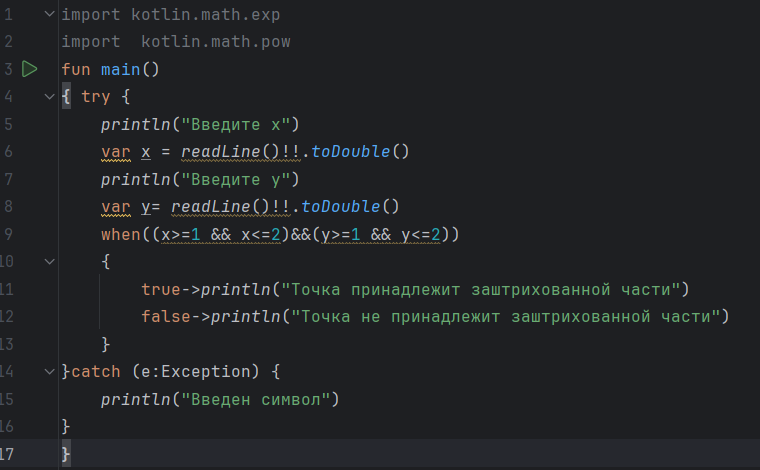 1 import kotlin.math.exp
2 import  kotlin.math.pow
3 fun main()
4 { try {
5     println("Введите x")
6     var x = readLine()!!.toDouble()
7     println("Введите y")
8     var y= readLine()!!.toDouble()
9     when((x>=1 && x<=2)&&(y>=1 && y<=2))
10     {
11         true->println("Точка принадлежит заштрихованной части")
12         false->println("Точка не принадлежит заштрихованной части")
13     }
14 }catch (e:Exception) {
15     println("Введен символ")
16 }
17 }